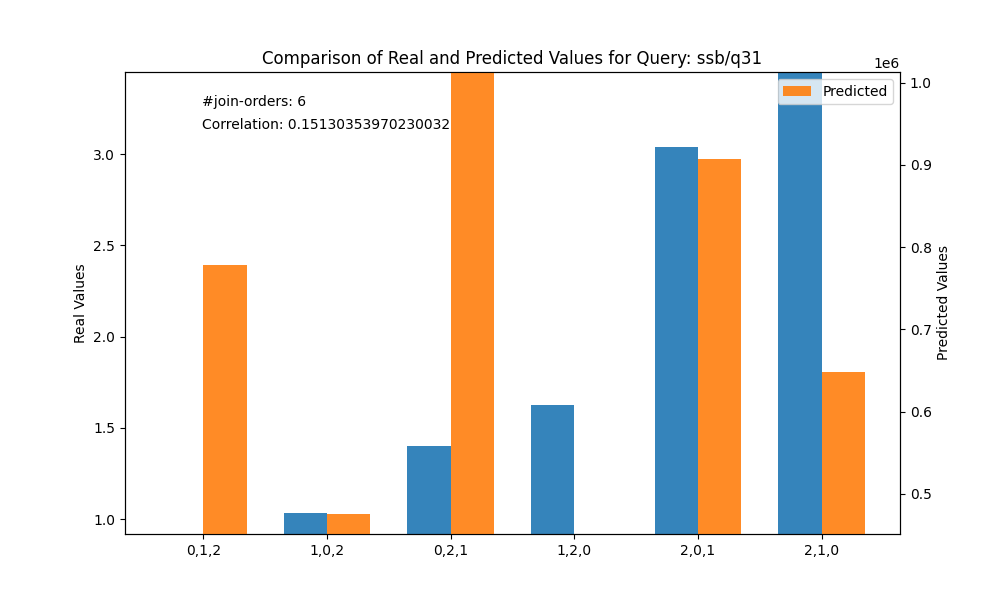 Comparison of Real and Predicted Values for Query: ssb/q31
1e6
#join-orders: 6
Correlation: 0.15130353970230032
Predicted
Real Values
3.0
2.5
2.0
1.5
1.0
1.0
0.9
0.8
0.7
0.6
0.5
Predicted Values
0,1,2
1,0,2
0,2,1
1,2,0
2,0,1
2,1,0